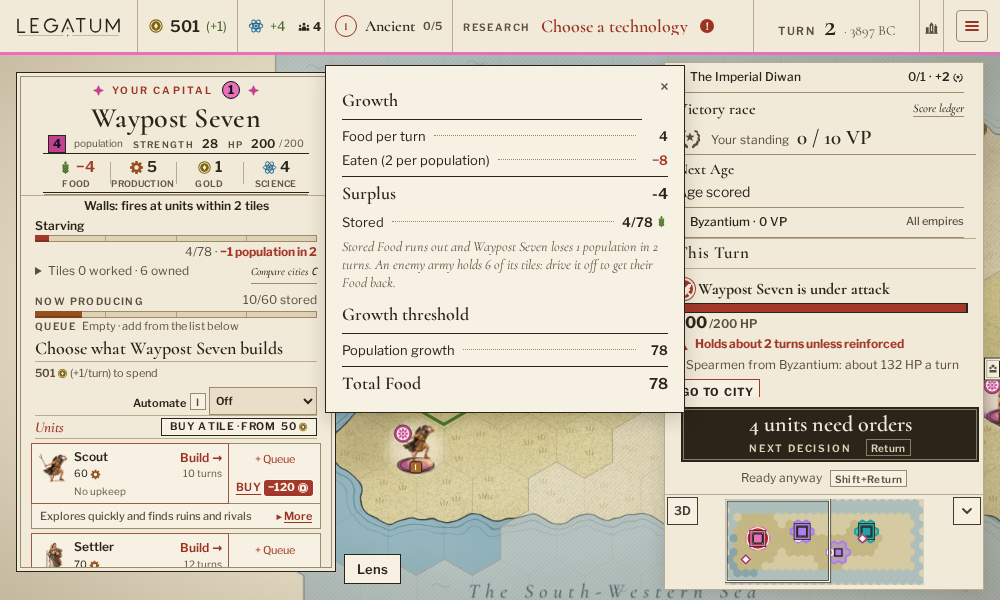 LEGATUM
501 (+1)
+4
4
I Ancient 0/5
RESEARCH Choose a technology !
TURN 2 · 3897 BC
YOUR CAPITAL 1
Waypost Seven
4 population STRENGTH 28 HP 200 / 200
−4 5 1 4
FOOD PRODUCTION GOLD SCIENCE
Walls: fires at units within 2 tiles
Starving
4/78 · −1 population in 2
Tiles 0 worked · 6 owned Compare cities C
NOW PRODUCING 10/60 stored
QUEUE Empty · add from the list below
Choose what Waypost Seven builds
501 (+1/turn) to spend
Automate I Off
Units BUY A TILE · FROM 50
Scout Build → + Queue
60 10 turns
No upkeep BUY −120
Explores quickly and finds ruins and rivals ▸ More
Settler Build → + Queue
70 12 turns
×
Growth
Food per turn 4
Eaten (2 per population) −8
Surplus -4
Stored 4/78
Stored Food runs out and Waypost Seven loses 1 population in 2
turns. An enemy army holds 6 of its tiles: drive it off to get their
Food back.
Growth threshold
Population growth 78
Total Food 78
I
Lens
The South-Western Sea
The Imperial Diwan 0/1 · +2
Victory race Score ledger
Your standing 0 / 10 VP
Next Age
Age scored
Byzantium · 0 VP All empires
This Turn
Waypost Seven is under attack
00 /200 HP
Holds about 2 turns unless reinforced
Spearmen from Byzantium: about 132 HP a turn
GO TO CITY
4 units need orders
NEXT DECISION Return
Ready anyway Shift+Return
3D